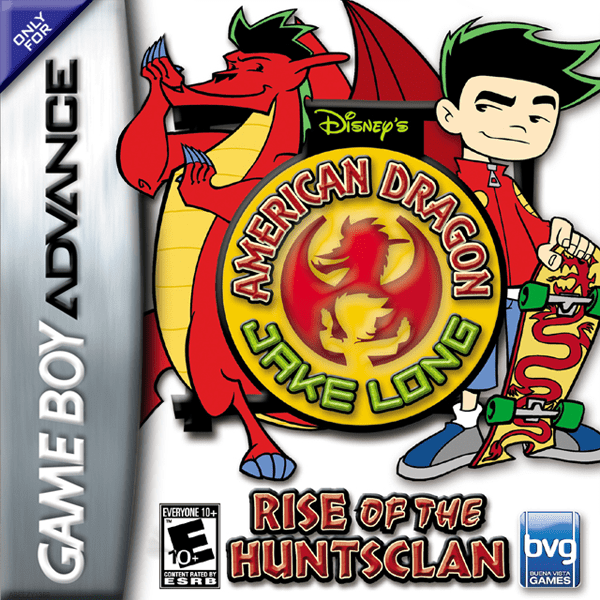 ONLY
FOR
GAME BOY ADVANCE
Disney's
AMERICAN DRAGON
JAKE LONG
RISE OF THE
HUNTSCLAN
EVERYONE 10+
E
10+
CONTENT RATED BY
ESRB
bvg
BUENA VISTA
GAMES